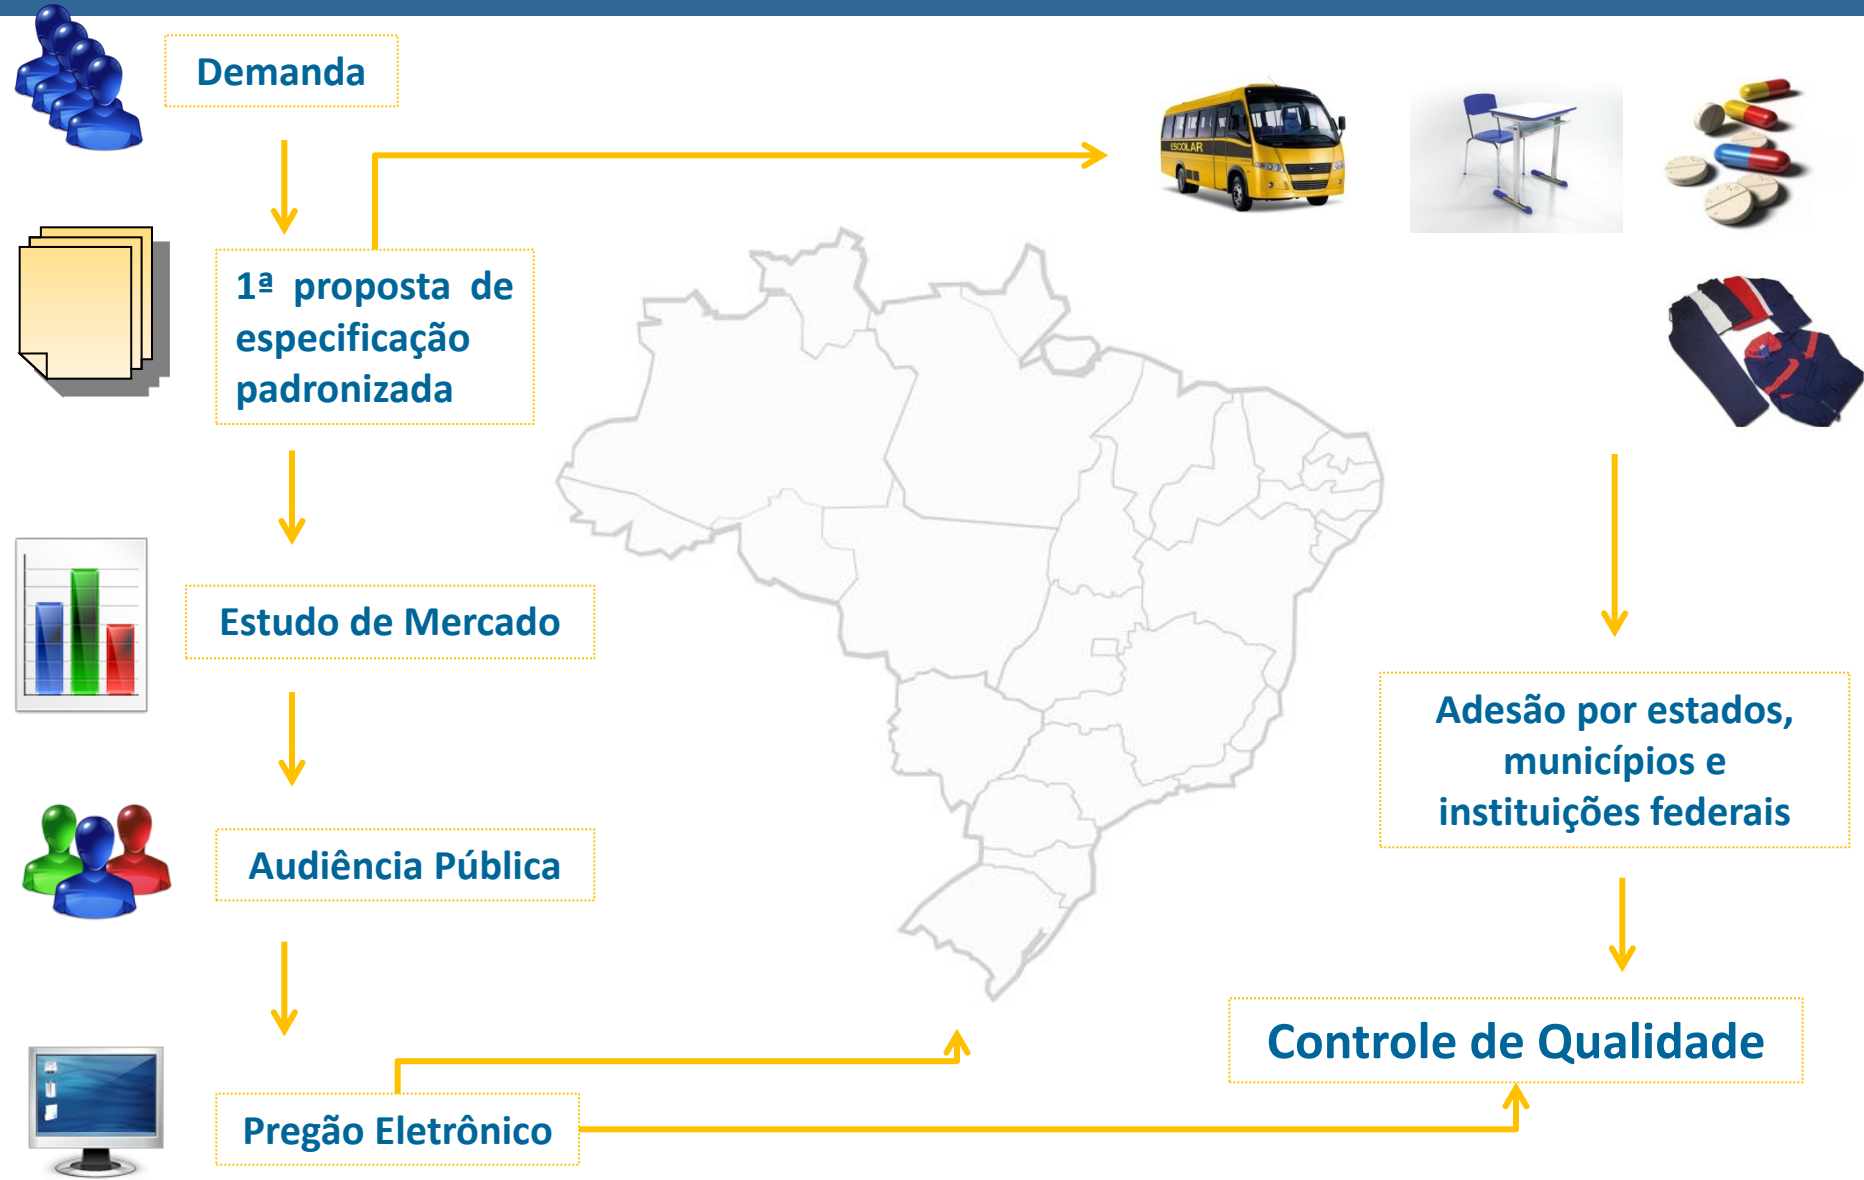 Demanda
ESCOLAR
1ª proposta de
especificação
padronizada
Estudo de Mercado
Adesão por estados,
municípios e
instituições federais
Audiência Pública
Controle de Qualidade
Pregão Eletrônico